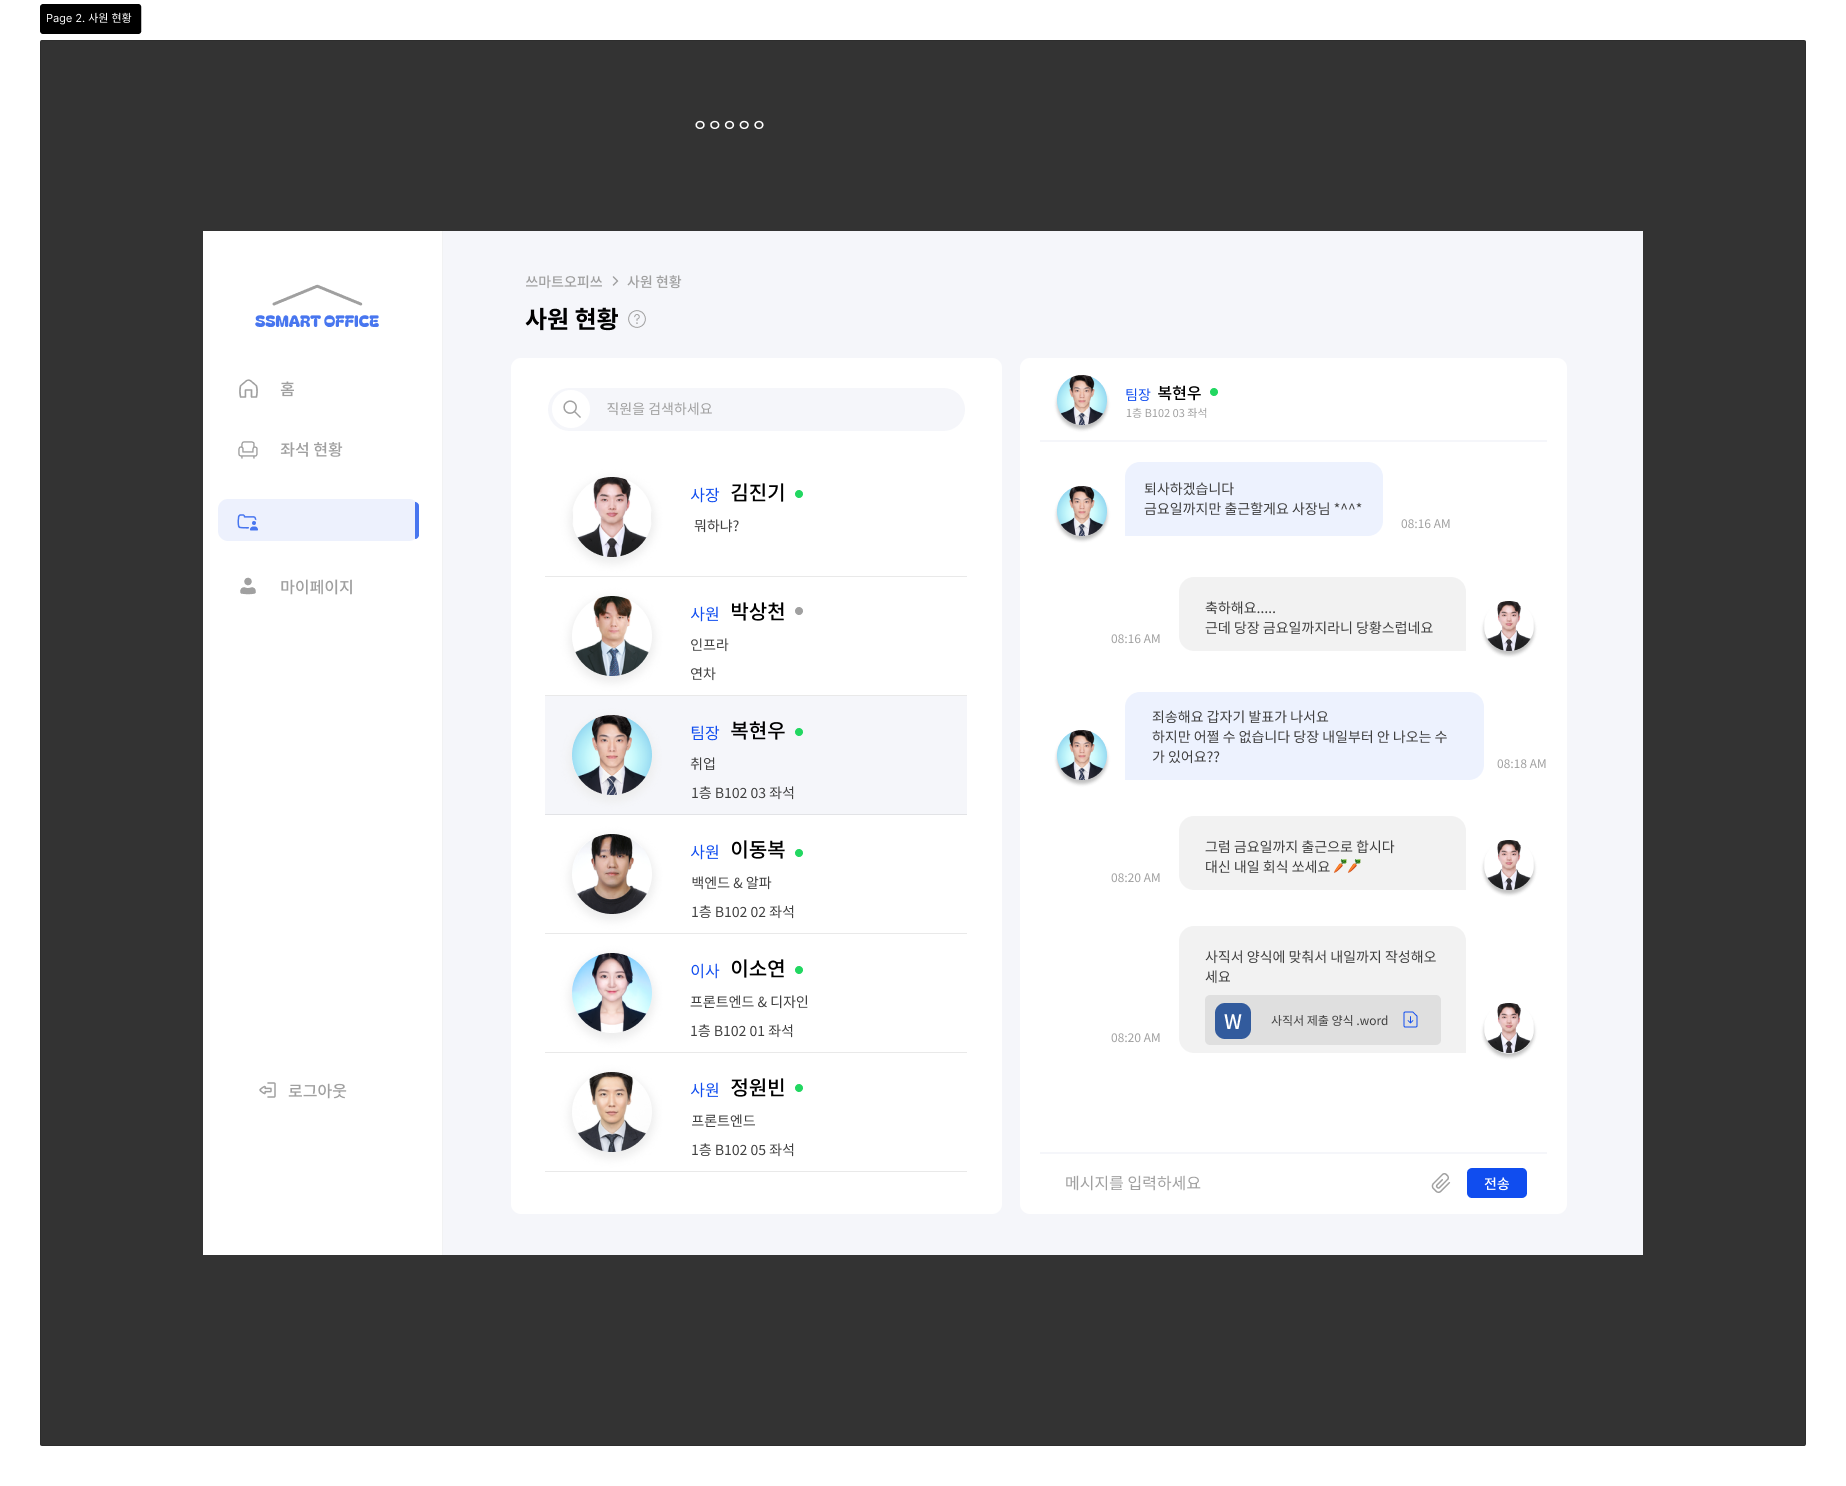 Page 2. 사원 현황
ㅇㅇㅇㅇㅇ
SSMART OFFICE
홈
좌석 현황
마이페이지
로그아웃
쓰마트오피쓰 > 사원 현황
사원 현황 ?
직원을 검색하세요
사장 김진기
뭐하냐?
사원 박상천
인프라
연차
팀장 복현우
취업
1층 B102 03 좌석
사원 이동복
백엔드 & 알파
1층 B102 02 좌석
이사 이소연
프론트엔드 & 디자인
1층 B102 01 좌석
사원 정원빈
프론트엔드
1층 B102 05 좌석
팀장 복현우
1층 B102 03 좌석
퇴사하겠습니다
금요일까지만 출근할게요 사장님 *^^*
08:16 AM
축하해요.....
근데 당장 금요일까지라니 당황스럽네요
08:16 AM
죄송해요 갑자기 발표가 나서요
하지만 어쩔 수 없습니다 당장 내일부터 안 나오는 수
가 있어요??
08:18 AM
그럼 금요일까지 출근으로 합시다
대신 내일 회식 쏘세요 🥕🥕
08:20 AM
사직서 양식에 맞춰서 내일까지 작성해오
세요
W 사직서 제출 양식 .word
08:20 AM
메시지를 입력하세요
전송